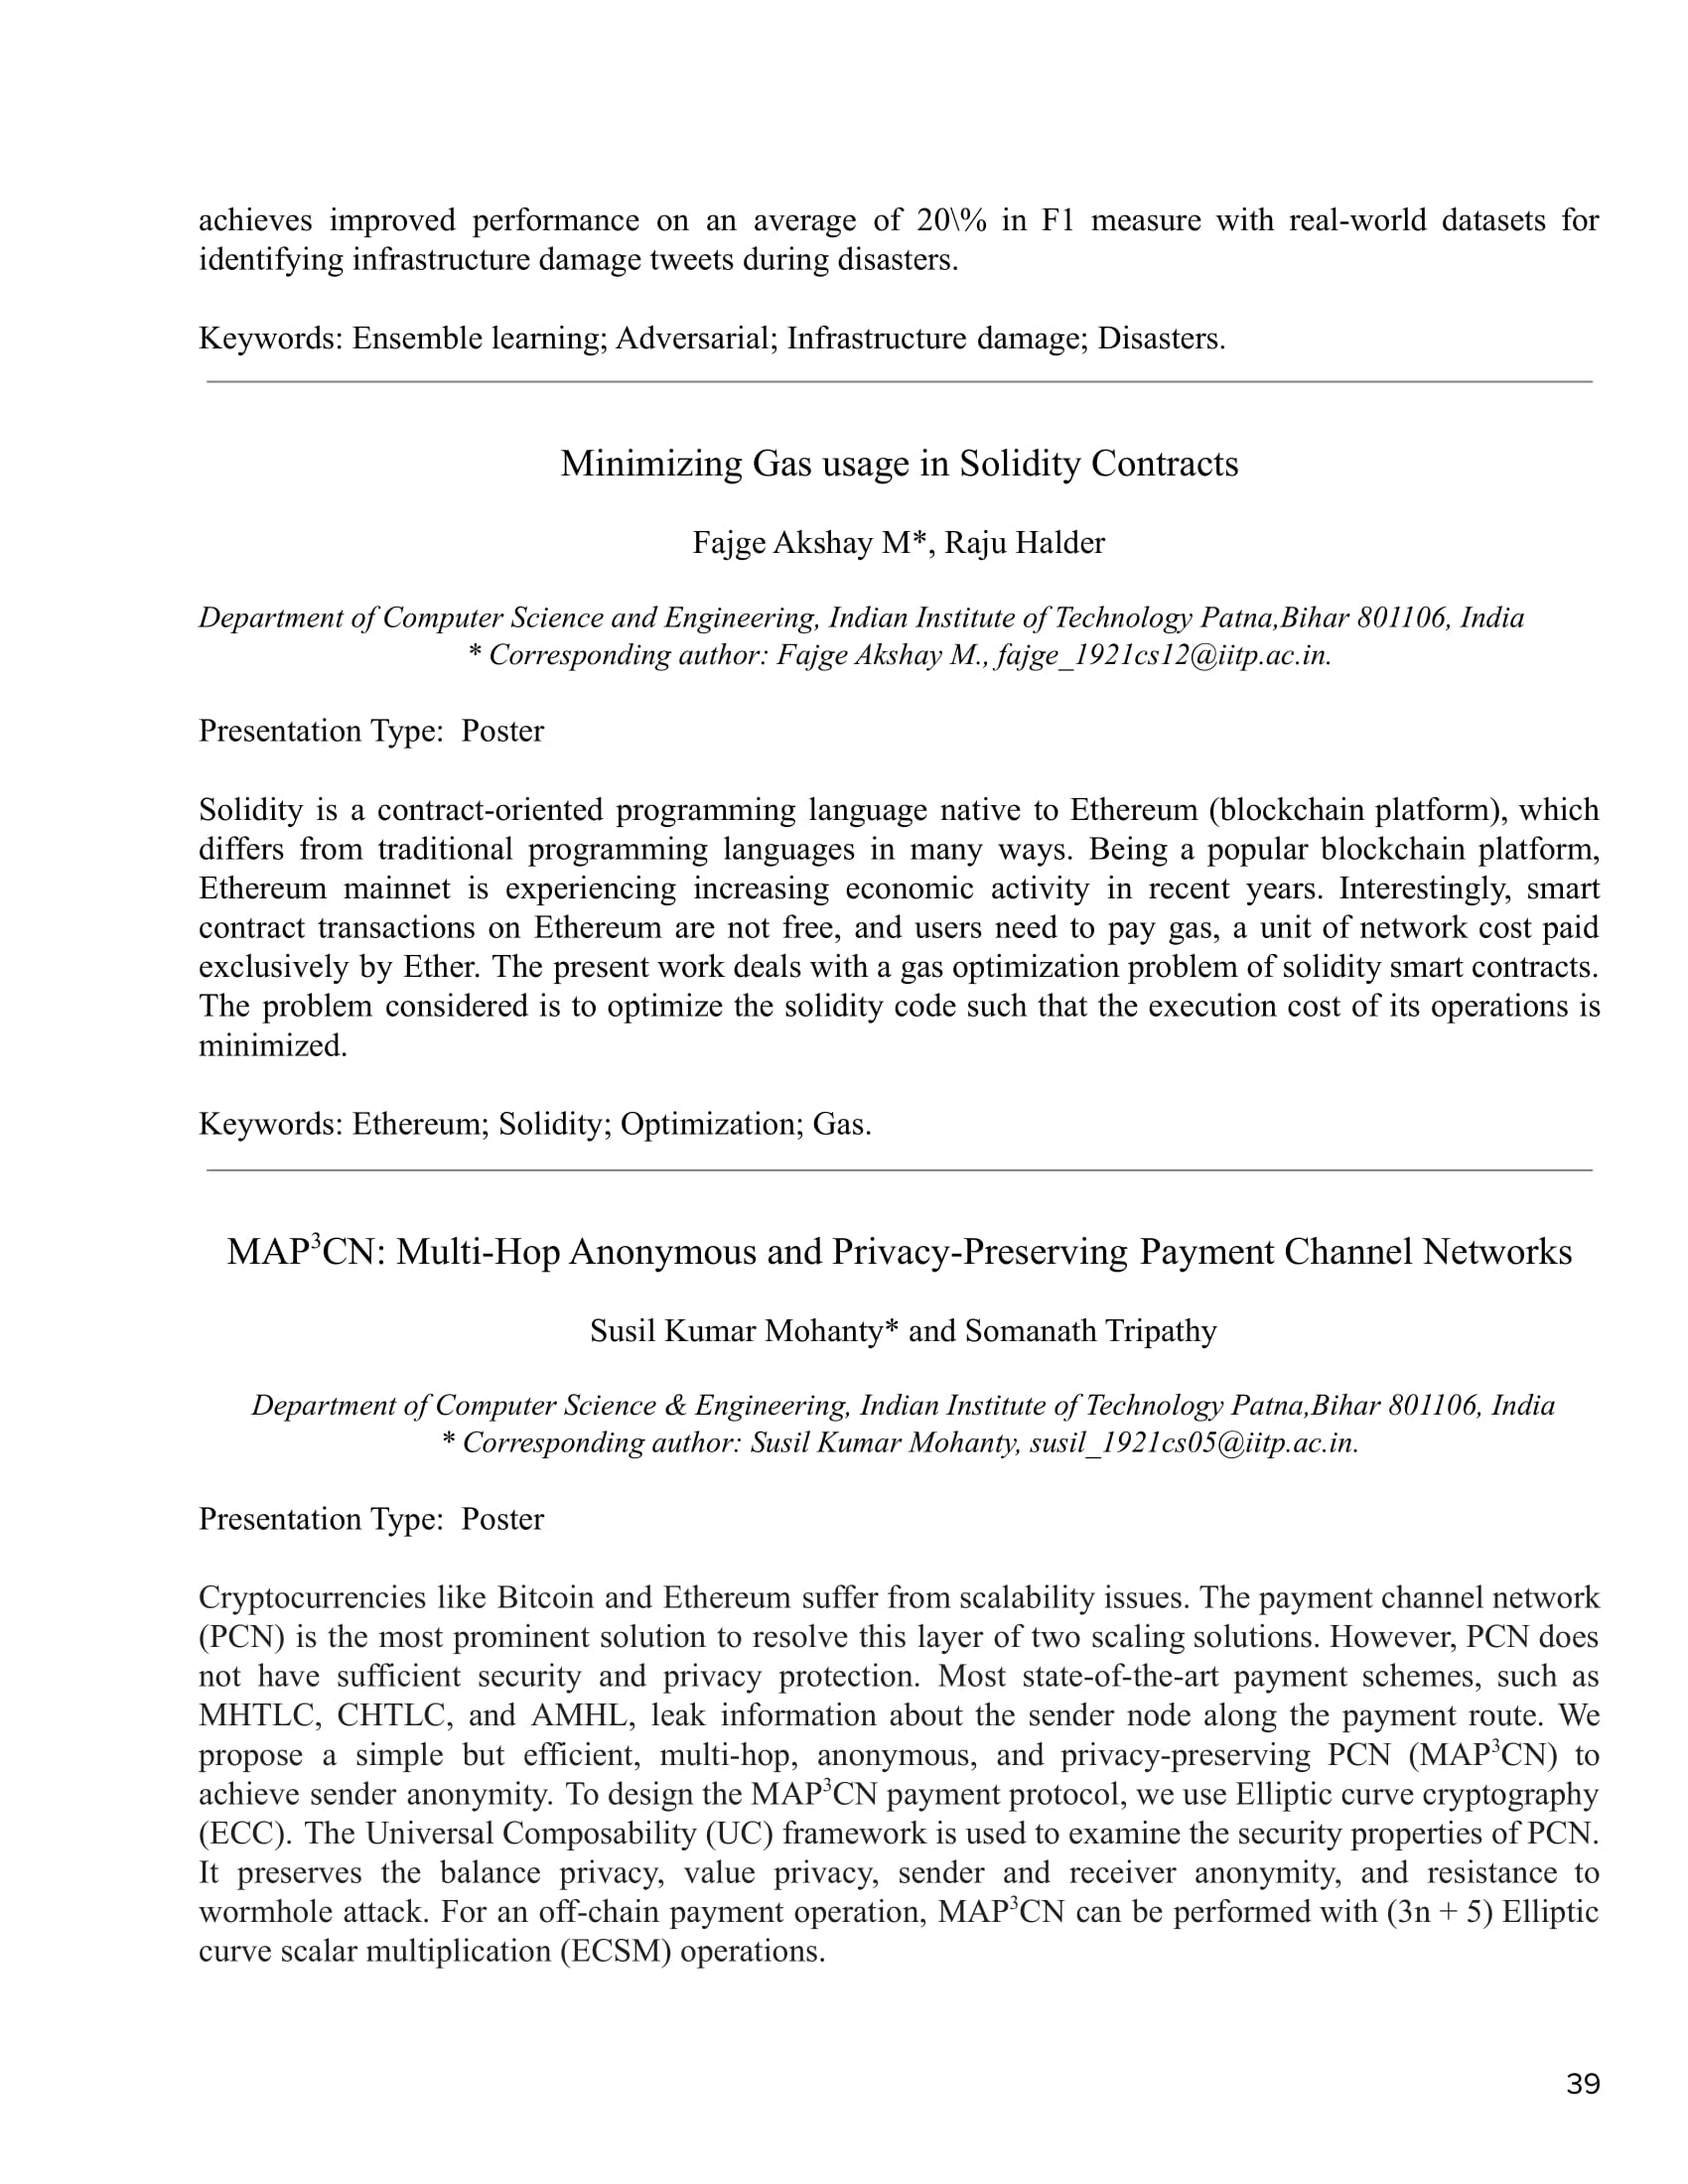 achieves improved performance on an average of 20\% in F1 measure with real-world datasets for
identifying infrastructure damage tweets during disasters.
Keywords: Ensemble learning; Adversarial; Infrastructure damage; Disasters.
Minimizing Gas usage in Solidity Contracts
Fajge Akshay M*, Raju Halder
Department of Computer Science and Engineering, Indian Institute of Technology Patna,Bihar 801106, India
* Corresponding author: Fajge Akshay M., fajge_1921cs12@iitp.ac.in.
Presentation Type:  Poster
Solidity is a contract-oriented programming language native to Ethereum (blockchain platform), which
differs from traditional programming languages in many ways. Being a popular blockchain platform,
Ethereum mainnet is experiencing increasing economic activity in recent years. Interestingly, smart
contract transactions on Ethereum are not free, and users need to pay gas, a unit of network cost paid
exclusively by Ether. The present work deals with a gas optimization problem of solidity smart contracts.
The problem considered is to optimize the solidity code such that the execution cost of its operations is
minimized.
Keywords: Ethereum; Solidity; Optimization; Gas.
MAP³CN: Multi-Hop Anonymous and Privacy-Preserving Payment Channel Networks
Susil Kumar Mohanty* and Somanath Tripathy
Department of Computer Science & Engineering, Indian Institute of Technology Patna,Bihar 801106, India
* Corresponding author: Susil Kumar Mohanty, susil_1921cs05@iitp.ac.in.
Presentation Type:  Poster
Cryptocurrencies like Bitcoin and Ethereum suffer from scalability issues. The payment channel network
(PCN) is the most prominent solution to resolve this layer of two scaling solutions. However, PCN does
not have sufficient security and privacy protection. Most state-of-the-art payment schemes, such as
MHTLC, CHTLC, and AMHL, leak information about the sender node along the payment route. We
propose a simple but efficient, multi-hop, anonymous, and privacy-preserving PCN (MAP³CN) to
achieve sender anonymity. To design the MAP³CN payment protocol, we use Elliptic curve cryptography
(ECC). The Universal Composability (UC) framework is used to examine the security properties of PCN.
It preserves the balance privacy, value privacy, sender and receiver anonymity, and resistance to
wormhole attack. For an off-chain payment operation, MAP³CN can be performed with (3n + 5) Elliptic
curve scalar multiplication (ECSM) operations.
39